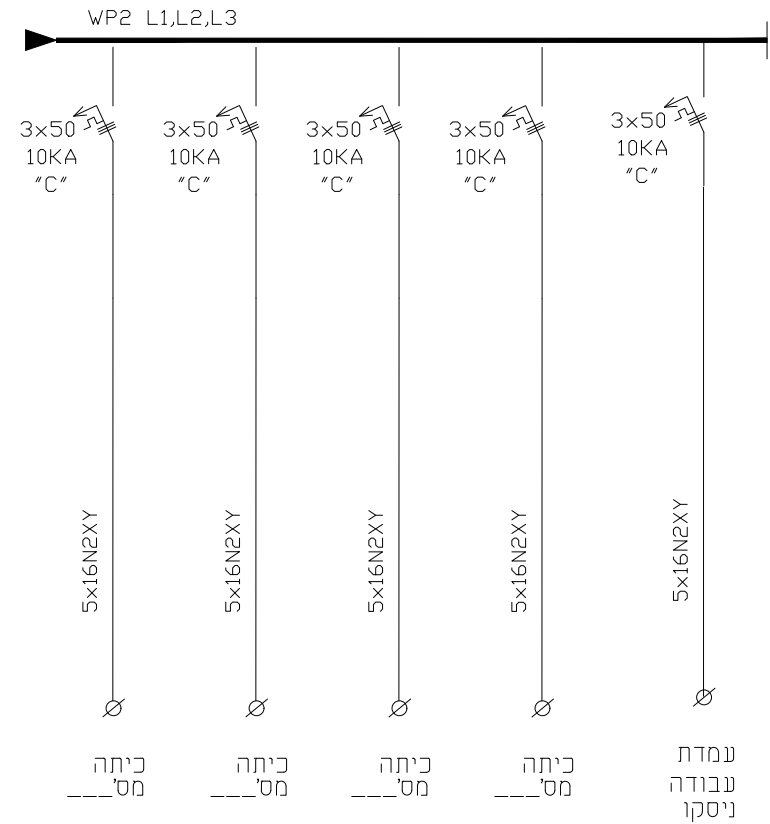 WP2 L1,L2,L3
3x50
10KA
"C"
5x16N2XY
כיתה
מס'___
3x50
10KA
"C"
5x16N2XY
כיתה
מס'___
3x50
10KA
"C"
5x16N2XY
כיתה
מס'___
3x50
10KA
"C"
5x16N2XY
כיתה
מס'___
3x50
10KA
"C"
5x16N2XY
עמדת
עבודה
ניסקו